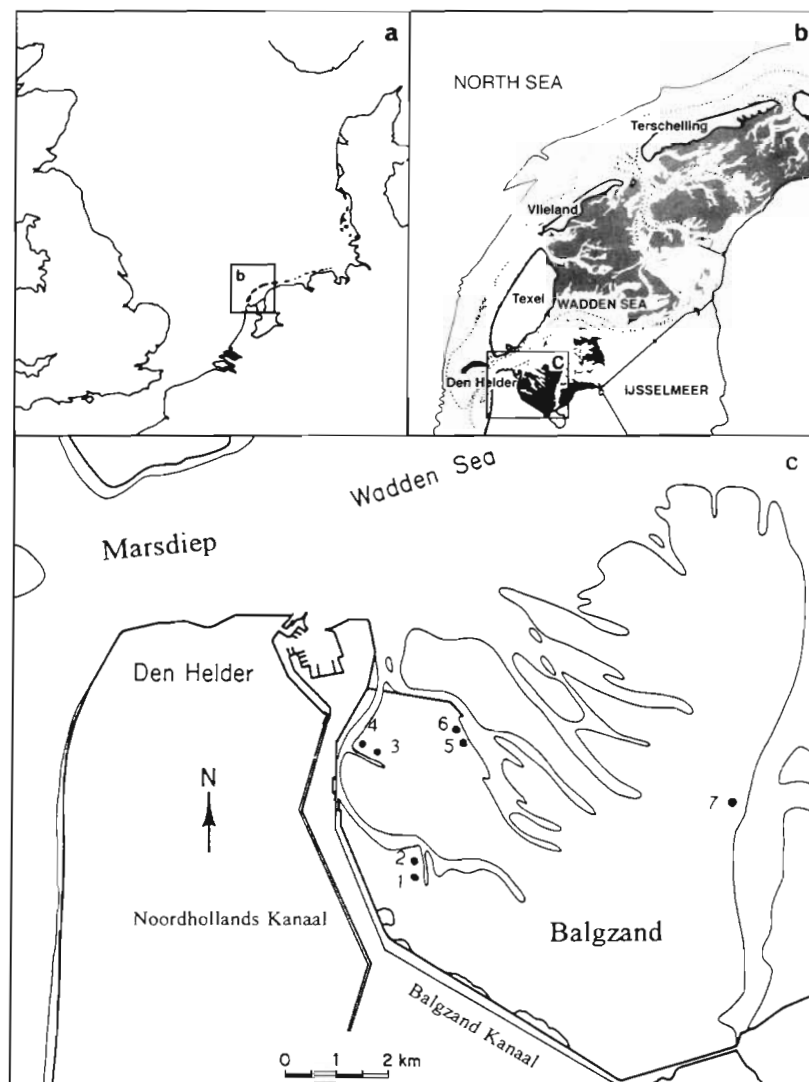 a
b
b
NORTH SEA
Terschelling
Vlieland
Texel
WADDEN SEA
C
Den Helder
IJSSELMEER
c
Wadden Sea
Marsdiep
Den Helder
4
3
6
5
N
7
2
1
Noordhollands Kanaal
Balgzand
Balgzand Kanaal
0 1 2 km